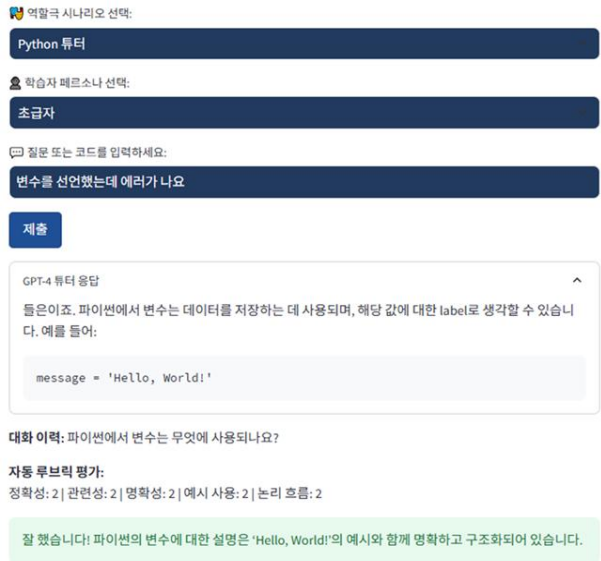 역할극 시나리오 선택:
Python 튜터
학습자 페르소나 선택:
초급자
질문 또는 코드를 입력하세요:
변수를 선언했는데 에러가 나요
제출
GPT-4 튜터 응답
들은이죠. 파이썬에서 변수는 데이터를 저장하는 데 사용되며, 해당 값에 대한 label로 생각할 수 있습니
다. 예를 들어:
message = 'Hello, World!'
대화 이력: 파이썬에서 변수는 무엇에 사용되나요?
자동 루브릭 평가:
정확성: 2 | 관련성: 2 | 명확성: 2 | 예시 사용: 2 | 논리 흐름: 2
잘 했습니다! 파이썬의 변수에 대한 설명은 'Hello, World!'의 예시와 함께 명확하고 구조화되어 있습니다.